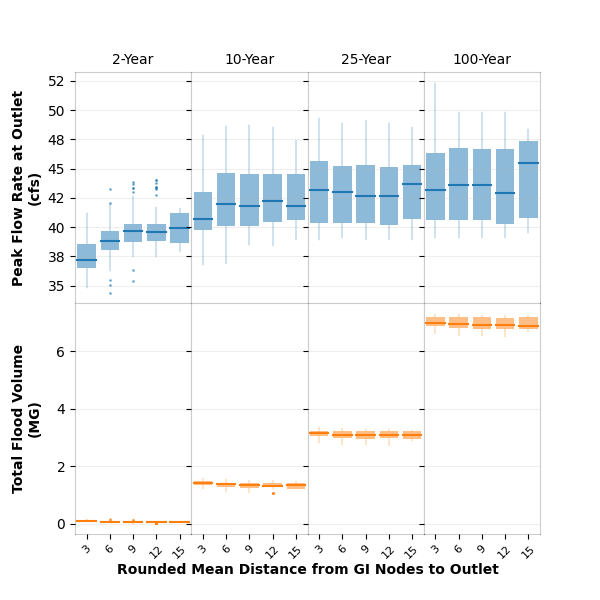 2-Year 10-Year 25-Year 100-Year
Peak Flow Rate at Outlet
(cfs)
52
50
48
45
42
40
38
35
Total Flood Volume
(MG)
6
4
2
0
3 6 9 12 15 3 6 9 12 15 3 6 9 12 15 3 6 9 12 15
Rounded Mean Distance from GI Nodes to Outlet